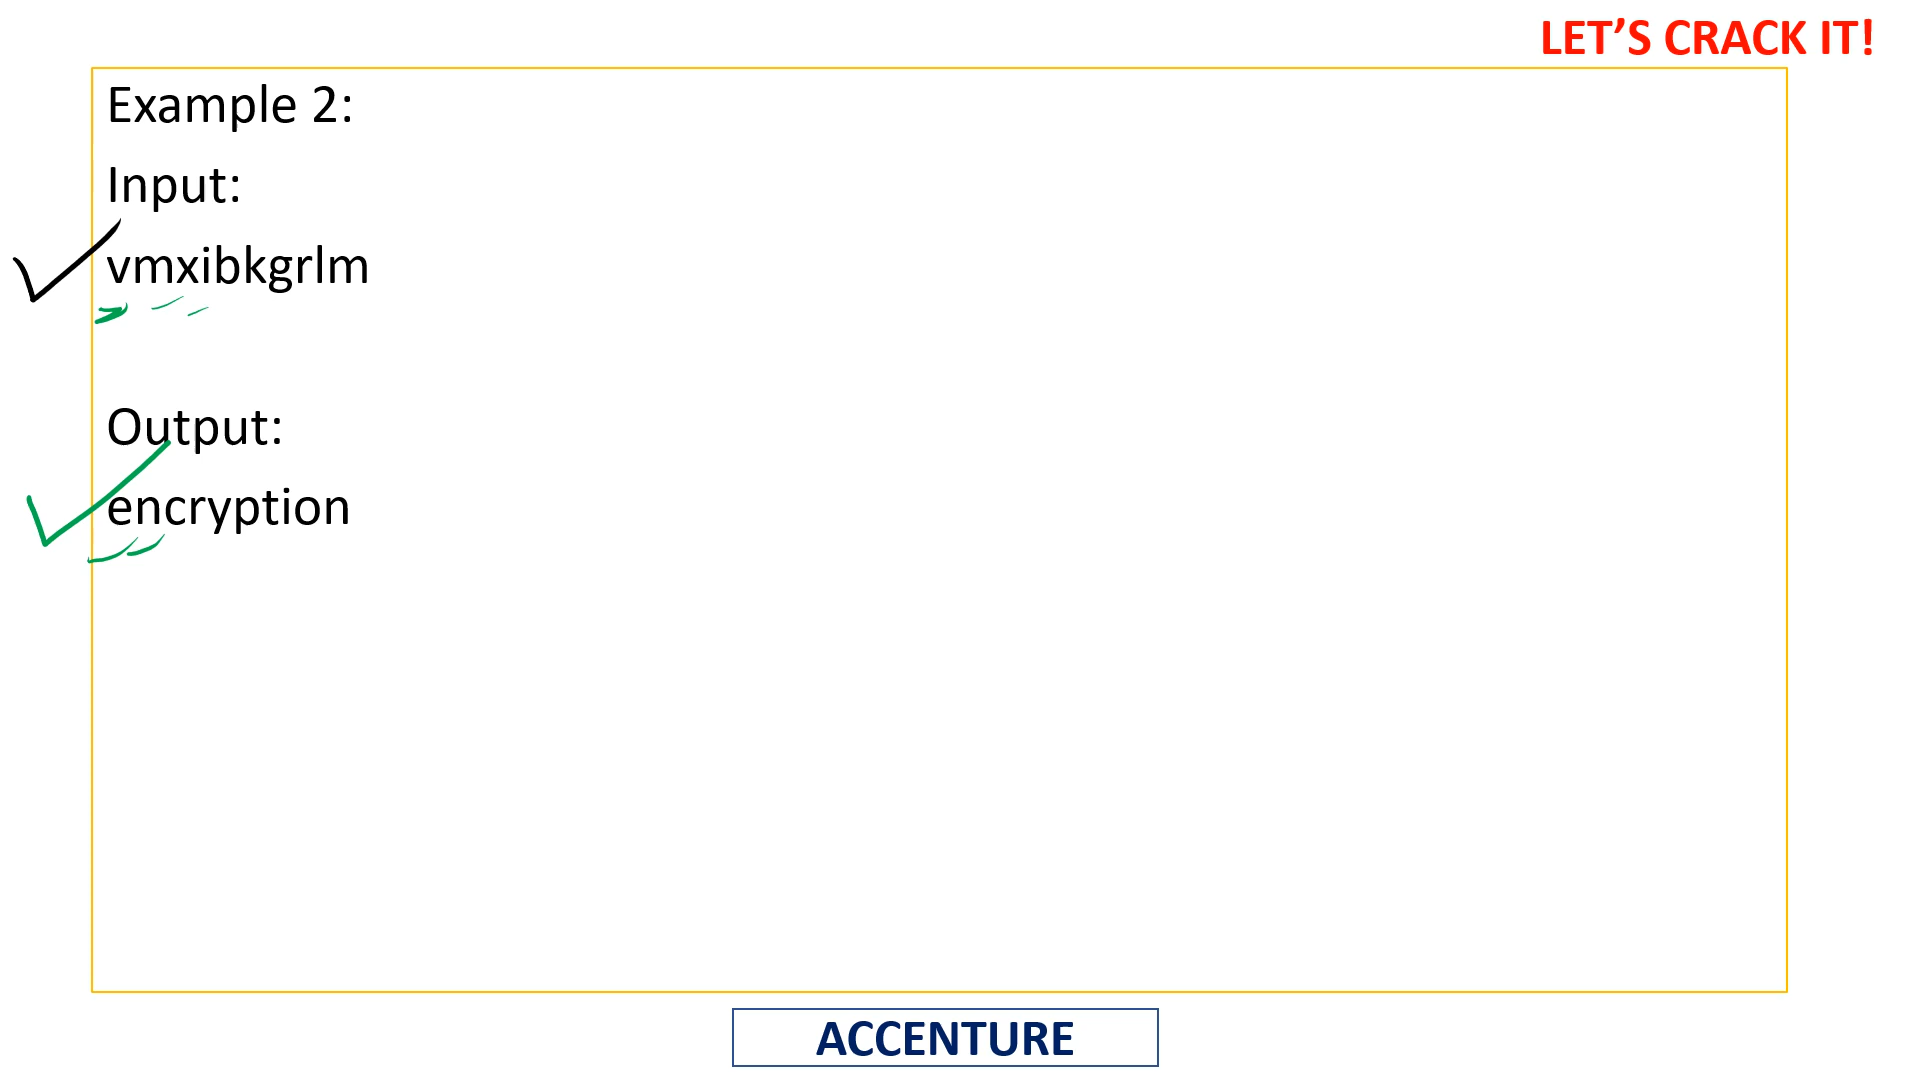 LET’S CRACK IT!
Example 2:
Input:
vmxibkgrlm
Output:
encryption
ACCENTURE